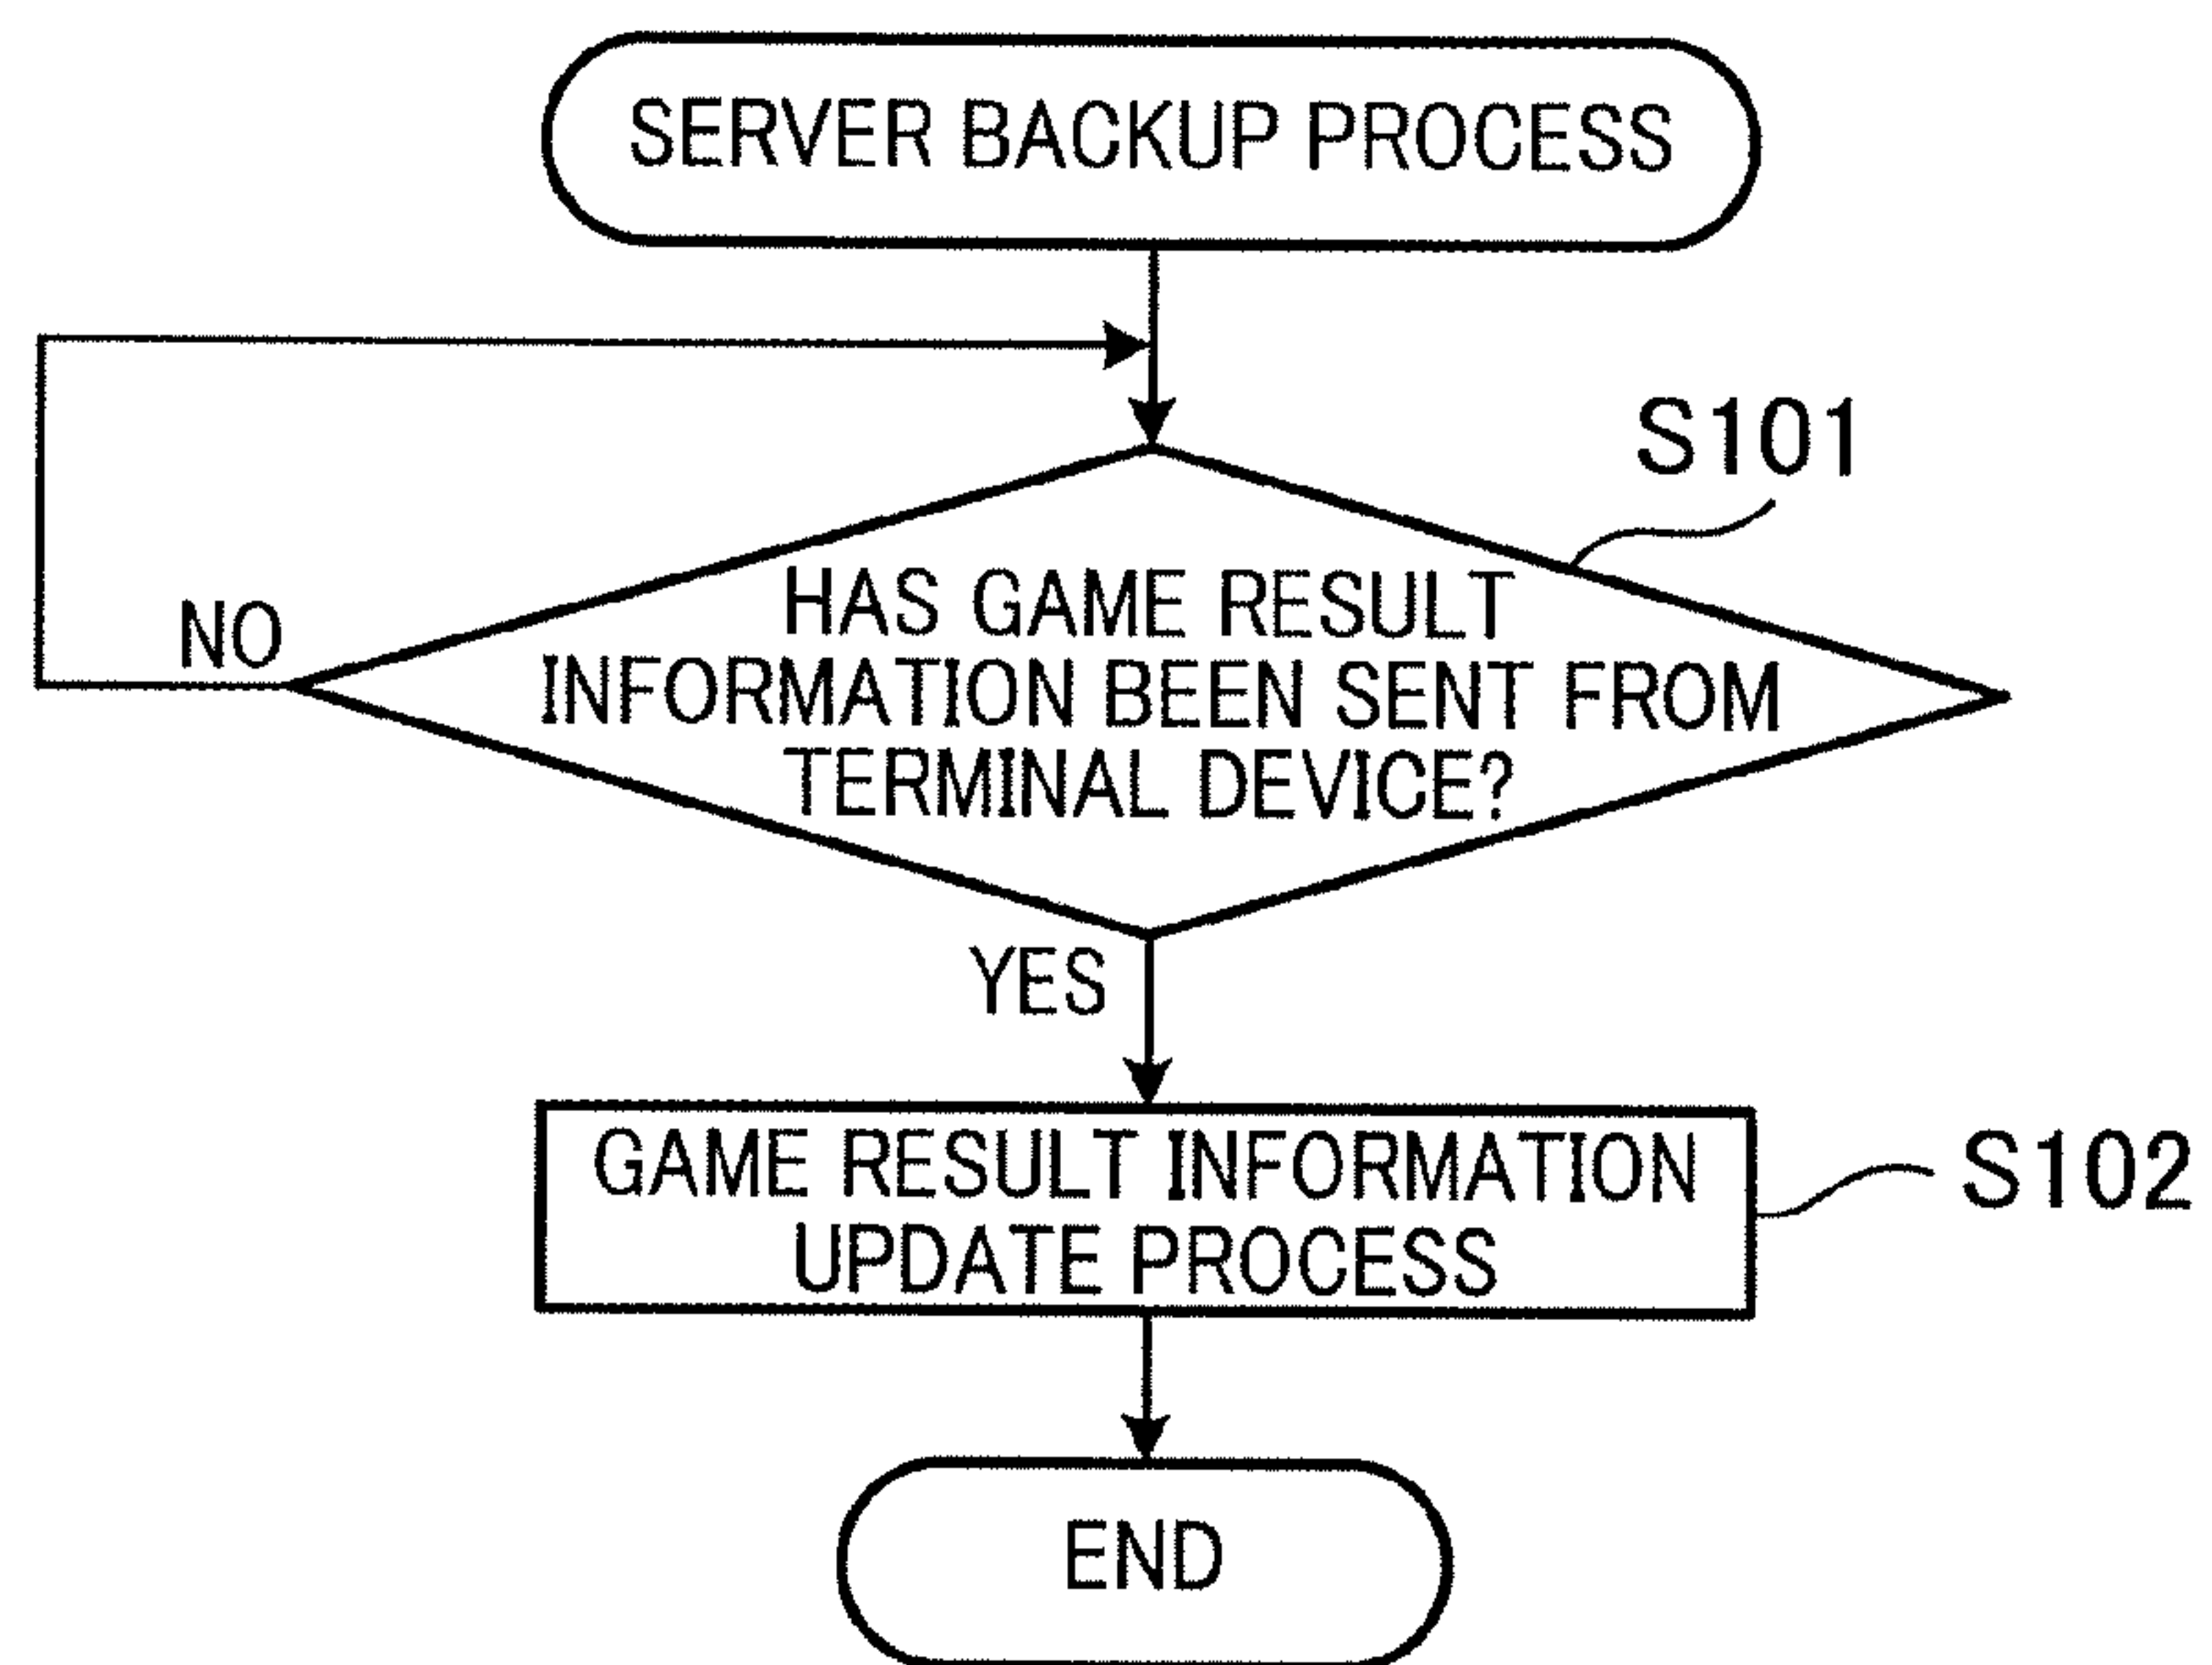 SERVER BACKUP PROCESS
S101
HAS GAME RESULT
INFORMATION BEEN SENT FROM
TERMINAL DEVICE?
NO
YES
GAME RESULT INFORMATION
UPDATE PROCESS
S102
END